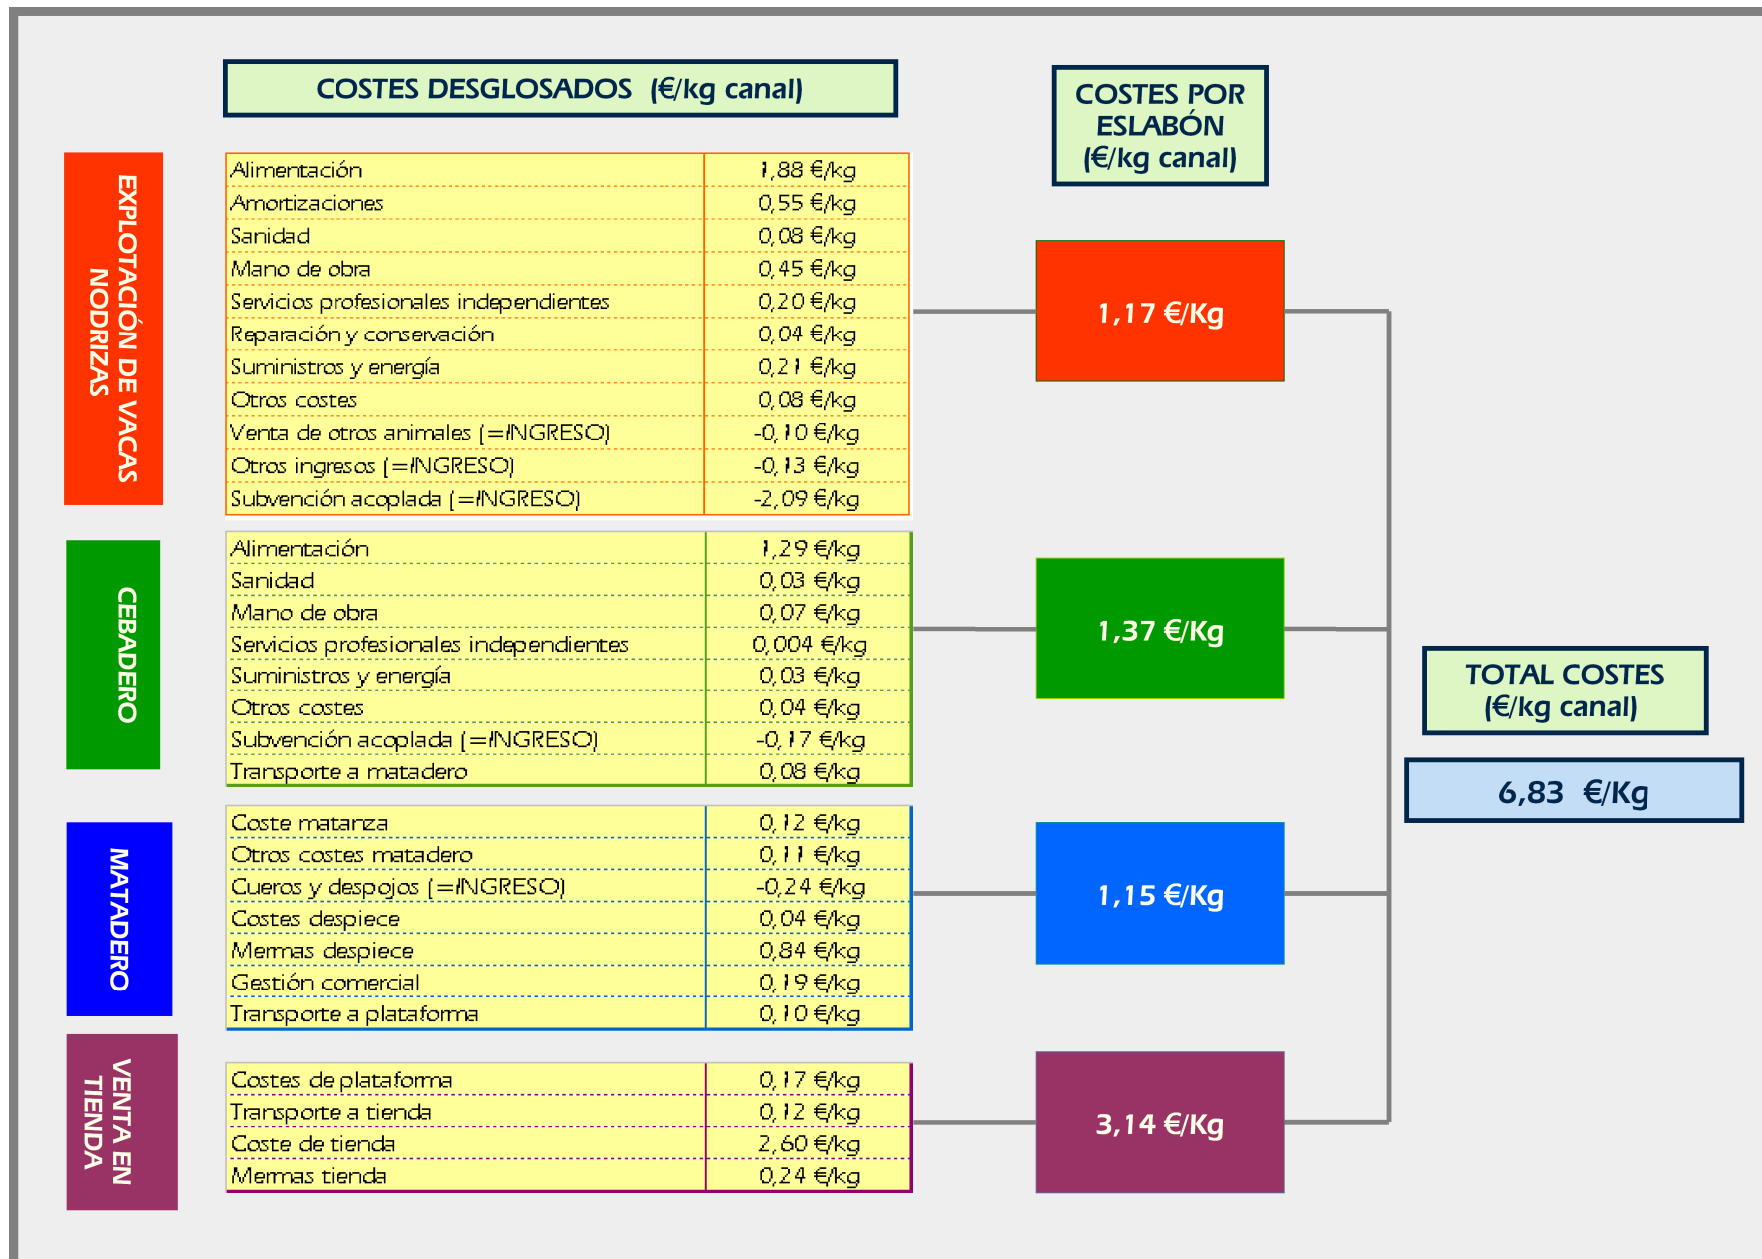 COSTES DESGLOSADOS (€/kg canal)
COSTES POR
ESLABÓN
(€/kg canal)
EXPLOTACIÓN DE VACAS
NODRIZAS
Alimentación 1,88 €/kg
Amortizaciones 0,55 €/kg
Sanidad 0,08 €/kg
Mano de obra 0,45 €/kg
Servicios profesionales independientes 0,20 €/kg
Reparación y conservación 0,04 €/kg
Suministros y energía 0,21 €/kg
Otros costes 0,08 €/kg
Venta de otros animales (=INGRESO) -0,10 €/kg
Otros ingresos (=INGRESO) -0,13 €/kg
Subvención acoplada (=INGRESO) -2,09 €/kg
1,17 €/Kg
CEBADERO
Alimentación 1,29 €/kg
Sanidad 0,03 €/kg
Mano de obra 0,07 €/kg
Servicios profesionales independientes 0,004 €/kg
Suministros y energía 0,03 €/kg
Otros costes 0,04 €/kg
Subvención acoplada (=INGRESO) -0,17 €/kg
Transporte a matadero 0,08 €/kg
1,37 €/Kg
TOTAL COSTES
(€/kg canal)
6,83 €/Kg
MATADERO
Coste matanza 0,12 €/kg
Otros costes matadero 0,11 €/kg
Cueros y despojos (=INGRESO) -0,24 €/kg
Costes despiece 0,04 €/kg
Mermas despiece 0,84 €/kg
Gestión comercial 0,19 €/kg
Transporte a plataforma 0,10 €/kg
1,15 €/Kg
VENTA EN
TIENDA
Costes de plataforma 0,17 €/kg
Transporte a tienda 0,12 €/kg
Coste de tienda 2,60 €/kg
Mermas tienda 0,24 €/kg
3,14 €/Kg